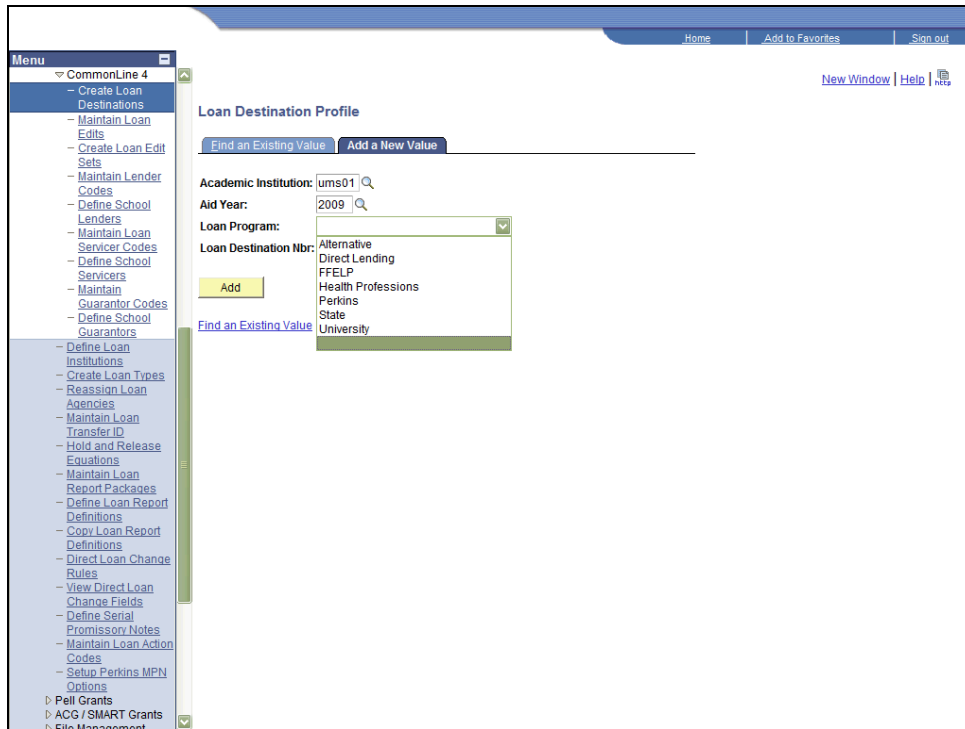 Home
Add to Favorites
Sign out
Menu
CommonLine 4
– Create Loan
Destinations
– Maintain Loan
Edits
– Create Loan Edit
Sets
– Maintain Lender
Codes
– Define School
Lenders
– Maintain Loan
Servicer Codes
– Define School
Servicers
– Maintain
Guarantor Codes
– Define School
Guarantors
– Define Loan
Institutions
– Create Loan Types
– Reassign Loan
Agencies
– Maintain Loan
Transfer ID
– Hold and Release
Equations
– Maintain Loan
Report Packages
– Define Loan Report
Definitions
– Copy Loan Report
Definitions
– Direct Loan Change
Rules
– View Direct Loan
Change Fields
– Define Serial
Promissory Notes
– Maintain Loan Action
Codes
– Setup Perkins MPN
Options
Pell Grants
ACG / SMART Grants
File Management
New Window | Help |
http
Loan Destination Profile
Find an Existing Value
Add a New Value
Academic Institution: ums01
Aid Year: 2009
Loan Program:
Loan Destination Nbr:
Alternative
Direct Lending
FFELP
Health Professions
Perkins
State
University
Add
Find an Existing Value